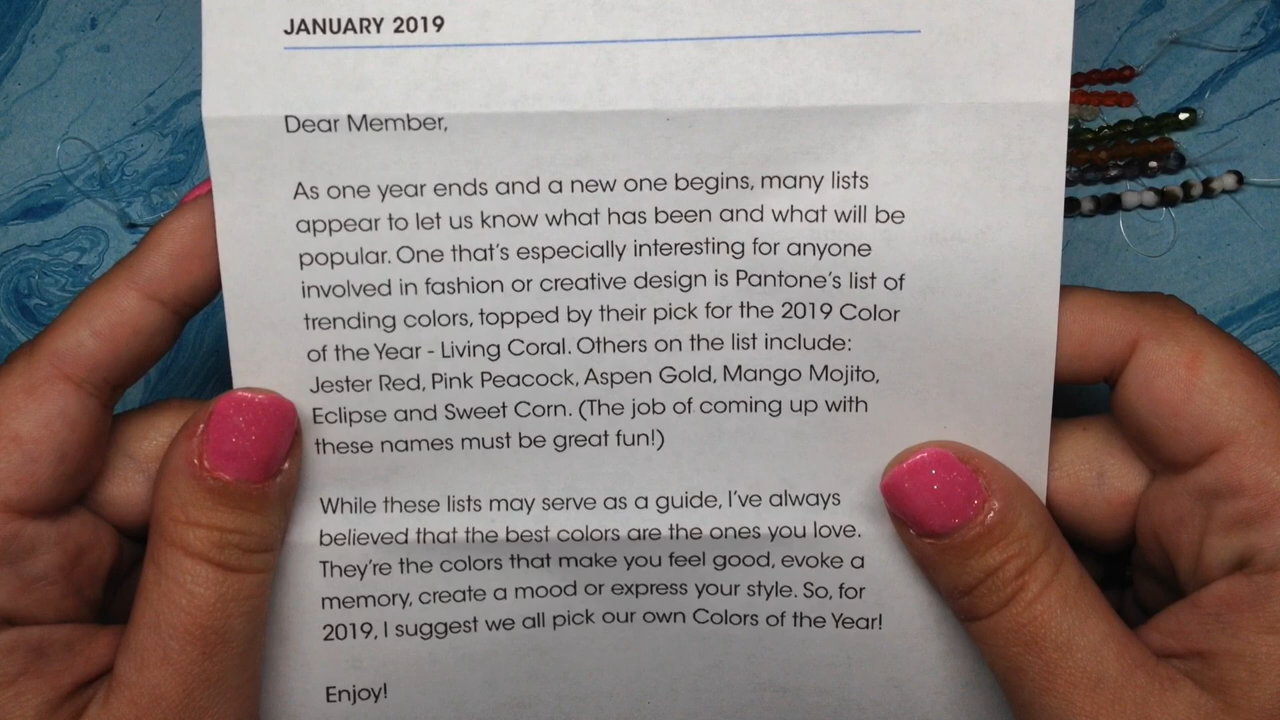 JANUARY 2019
Dear Member,
As one year ends and a new one begins, many lists
appear to let us know what has been and what will be
popular. One that's especially interesting for anyone
involved in fashion or creative design is Pantone's list of
trending colors, topped by their pick for the 2019 Color
of the Year - Living Coral. Others on the list include:
Jester Red, Pink Peacock, Aspen Gold, Mango Mojito,
Eclipse and Sweet Corn. (The job of coming up with
these names must be great fun!)
While these lists may serve as a guide, I've always
believed that the best colors are the ones you love.
They're the colors that make you feel good, evoke a
memory, create a mood or express your style. So, for
2019, I suggest we all pick our own Colors of the Year!
Enjoy!